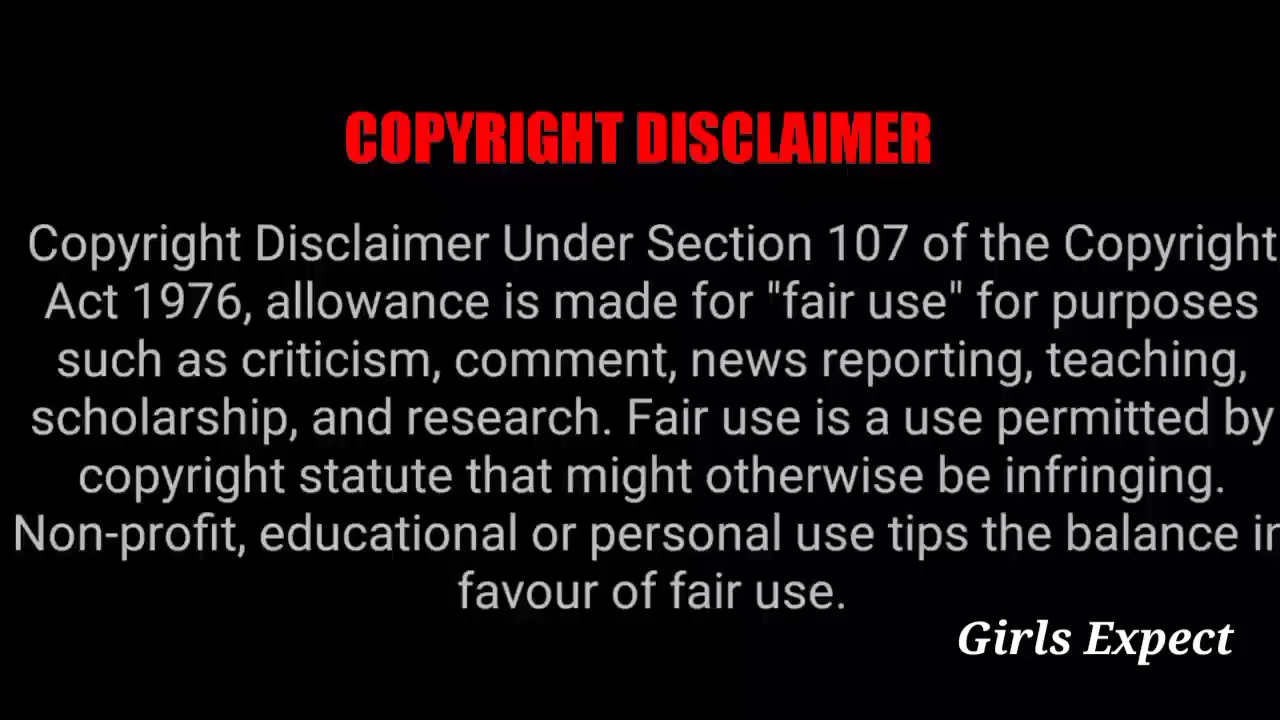 COPYRIGHT DISCLAIMER
Copyright Disclaimer Under Section 107 of the Copyright
Act 1976, allowance is made for "fair use" for purposes
such as criticism, comment, news reporting, teaching,
scholarship, and research. Fair use is a use permitted by
copyright statute that might otherwise be infringing.
Non-profit, educational or personal use tips the balance in
favour of fair use.
Girls Expect